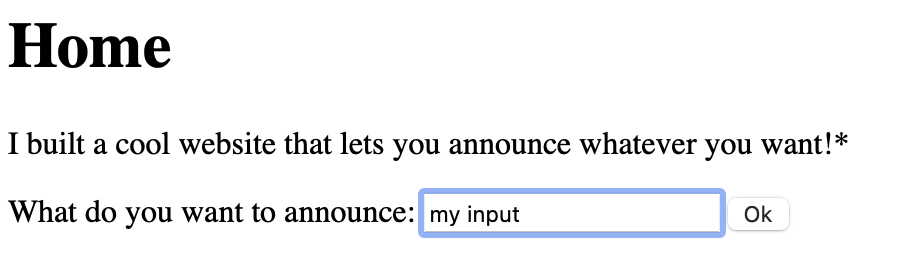 Home
I built a cool website that lets you announce whatever you want!*
What do you want to announce: my input Ok